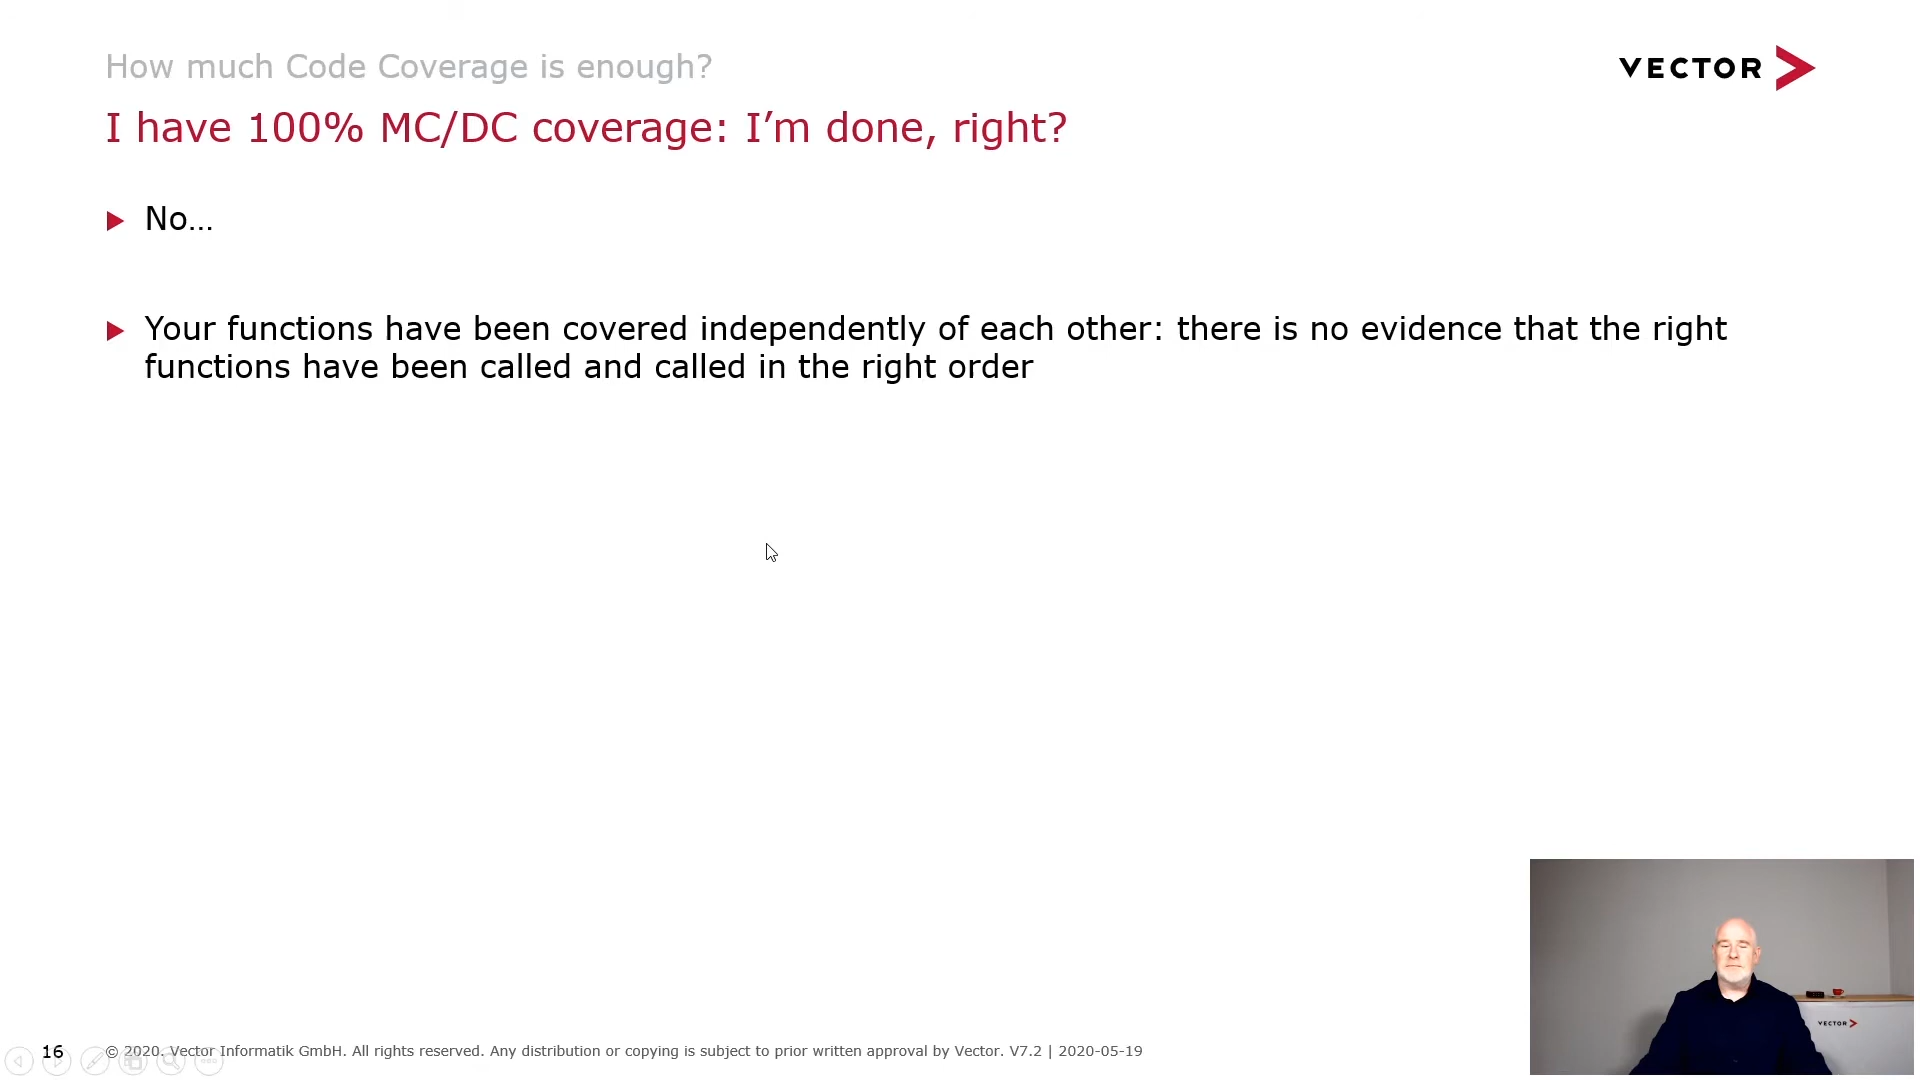 How much Code Coverage is enough?
VECTOR
I have 100% MC/DC coverage: I’m done, right?
No…
Your functions have been covered independently of each other: there is no evidence that the right
functions have been called and called in the right order
VECTOR
16
© 2020. Vector Informatik GmbH. All rights reserved. Any distribution or copying is subject to prior written approval by Vector. V7.2 | 2020-05-19